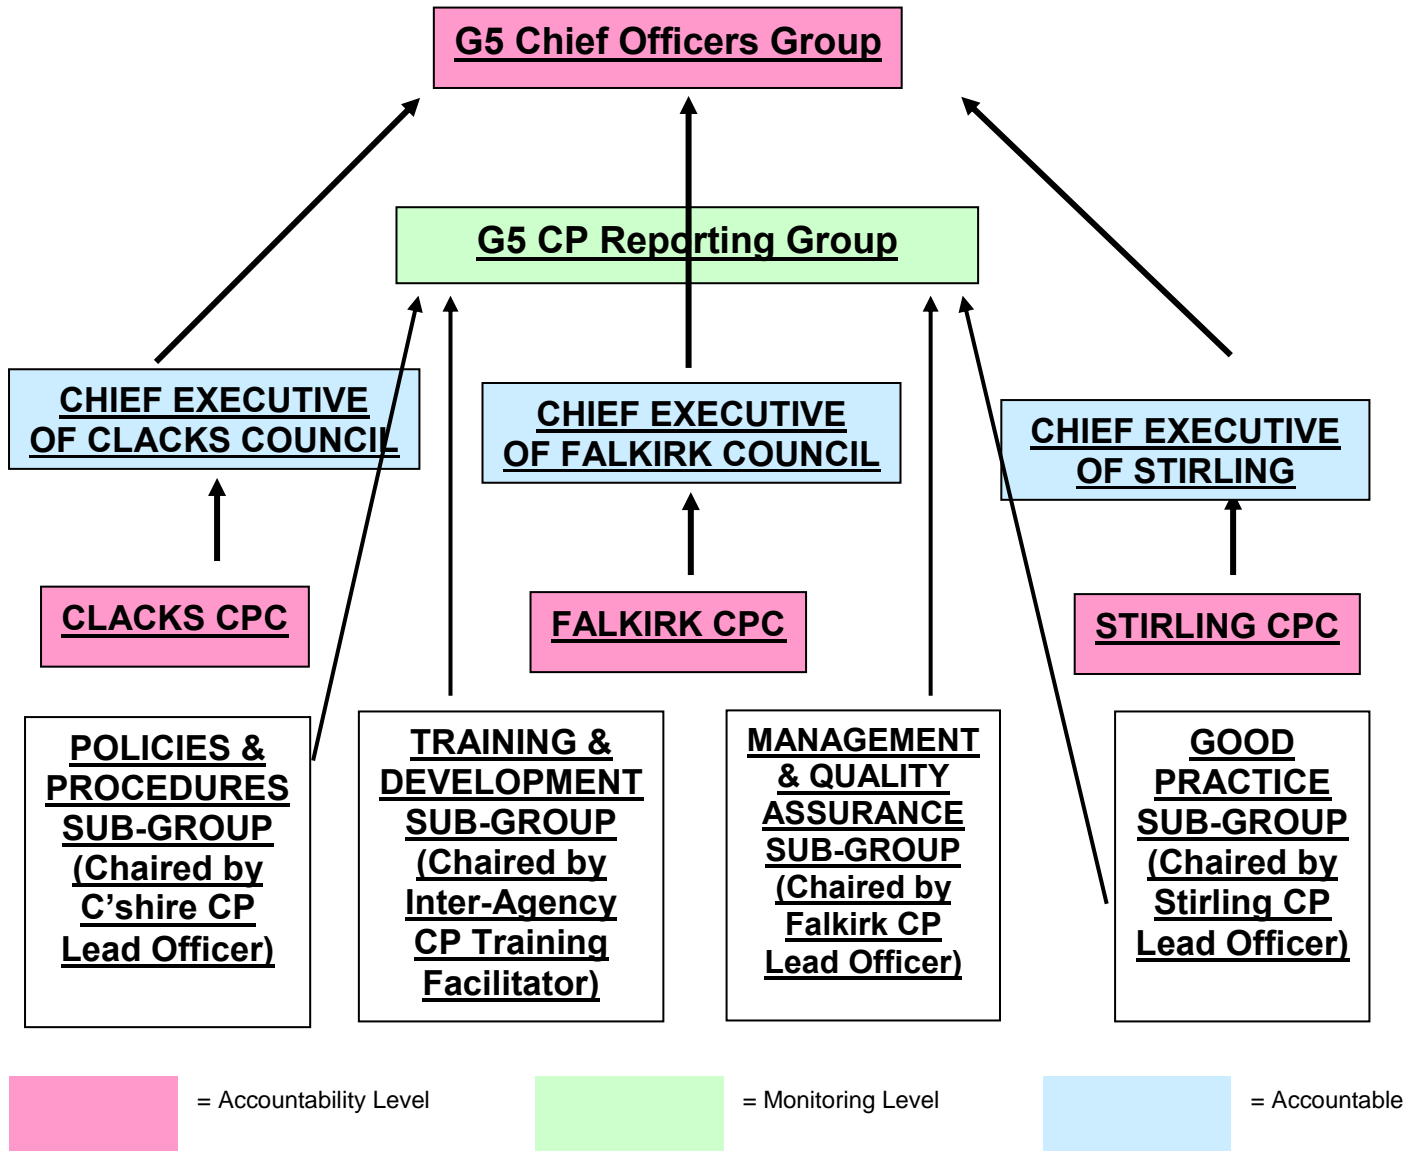 G5 Chief Officers Group
G5 CP Reporting Group
CHIEF EXECUTIVE
OF CLACKS COUNCIL
CHIEF EXECUTIVE
OF FALKIRK COUNCIL
CHIEF EXECUTIVE
OF STIRLING
CLACKS CPC
FALKIRK CPC
STIRLING CPC
POLICIES &
PROCEDURES
SUB-GROUP
(Chaired by
C’shire CP
Lead Officer)
TRAINING &
DEVELOPMENT
SUB-GROUP
(Chaired by
Inter-Agency
CP Training
Facilitator)
MANAGEMENT
& QUALITY
ASSURANCE
SUB-GROUP
(Chaired by
Falkirk CP
Lead Officer)
GOOD
PRACTICE
SUB-GROUP
(Chaired by
Stirling CP
Lead Officer)
= Accountability Level
= Monitoring Level
= Accountable